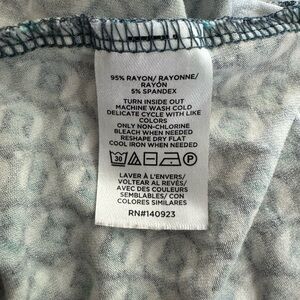 95% RAYON/ RAYONNE/
RAYÓN
5% SPANDEX
TURN INSIDE OUT
MACHINE WASH COLD
DELICATE CYCLE WITH LIKE
COLORS
ONLY NON-CHLORINE
BLEACH WHEN NEEDED
RESHAPE DRY FLAT
COOL IRON WHEN NEEDED
30 P
LAVER À L'ENVERS/
VOLTEAR AL REVÉS/
AVEC DES COULEURS
SEMBLABLES/ CON
COLORES SIMILARES
RN#140923